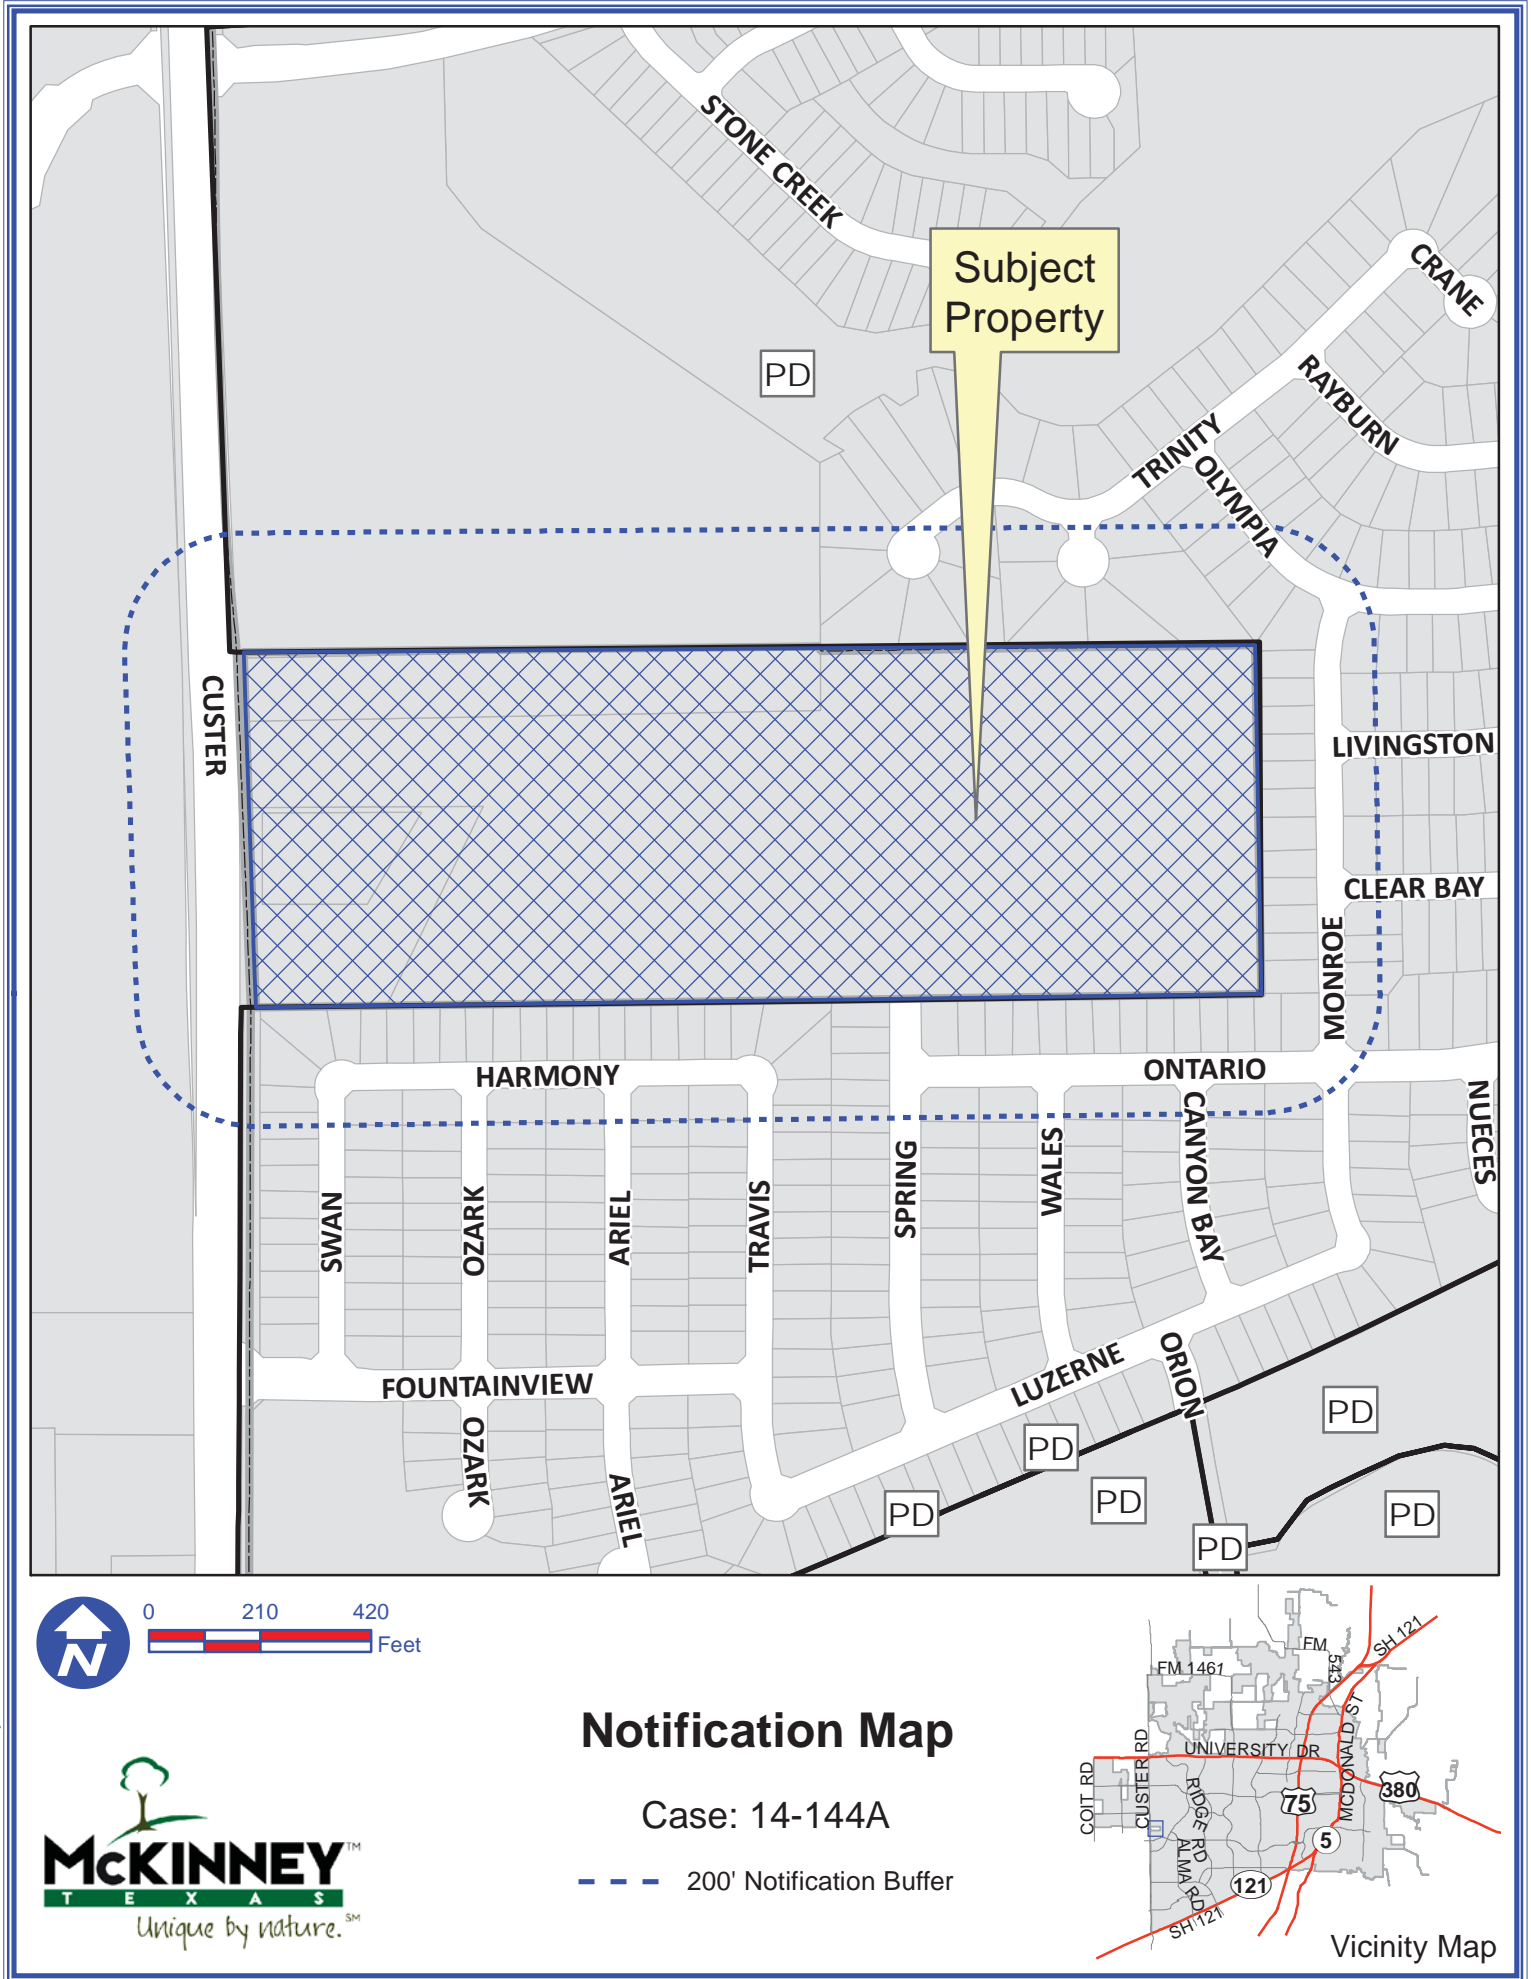 STONE CREEK
Subject
Property
CRANE
PD
RAYBURN
TRINITY
OLYMPIA
CUSTER
LIVINGSTON
CLEAR BAY
MONROE
HARMONY
ONTARIO
NUECES
CANYON BAY
SWAN
OZARK
ARIEL
TRAVIS
SPRING
WALES
FOUNTAINVIEW
LUZERNE
ORION
OZARK
ARIEL
PD
PD
PD
PD
PD
PD
N
0 210 420
Feet
Notification Map
Case: 14-144A
200' Notification Buffer
McKINNEY™
TEXAS
Unique by nature.℠
FM 1461
FM
543
SH 121
UNIVERSITY DR
MCDONALD ST
COIT RD
CUSTER RD
RIDGE RD
ALMA RD
75
380
5
121
SH 121
Vicinity Map